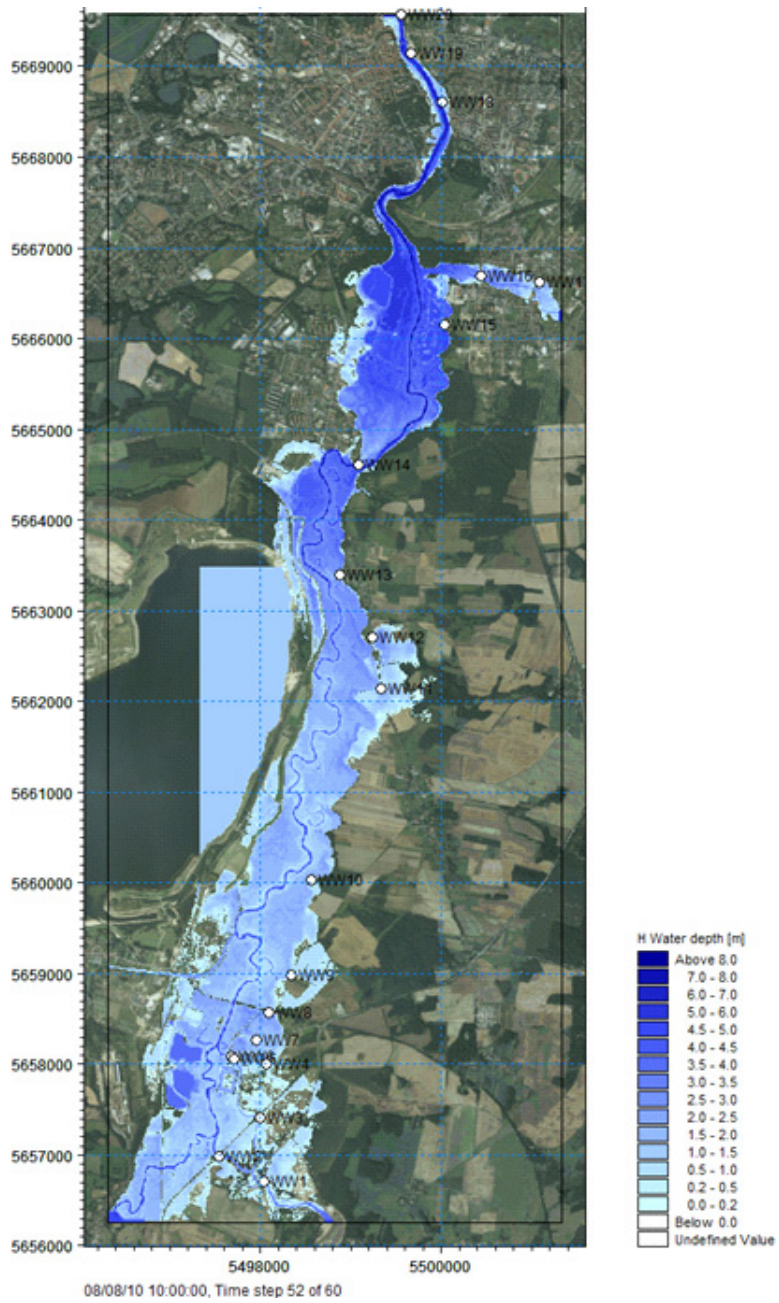 WW20
5669000
WW19
WW18
5668000
5667000
WW16
WW1
5666000
WW15
5665000
WW14
5664000
WW13
5663000
WW12
5662000
WW11
5661000
5660000
WW10
5659000
WW9
WW8
WW7
5658000
WW4
WW3
5657000
WW1
5656000
5498000 5500000
H Water depth [m]
Above 8.0
7.0 - 8.0
6.0 - 7.0
5.0 - 6.0
4.5 - 5.0
4.0 - 4.5
3.5 - 4.0
3.0 - 3.5
2.5 - 3.0
2.0 - 2.5
1.5 - 2.0
1.0 - 1.5
0.5 - 1.0
0.2 - 0.5
0.0 - 0.2
Below 0.0
Undefined Value
08/08/10 10:00:00, Time step 52 of 60